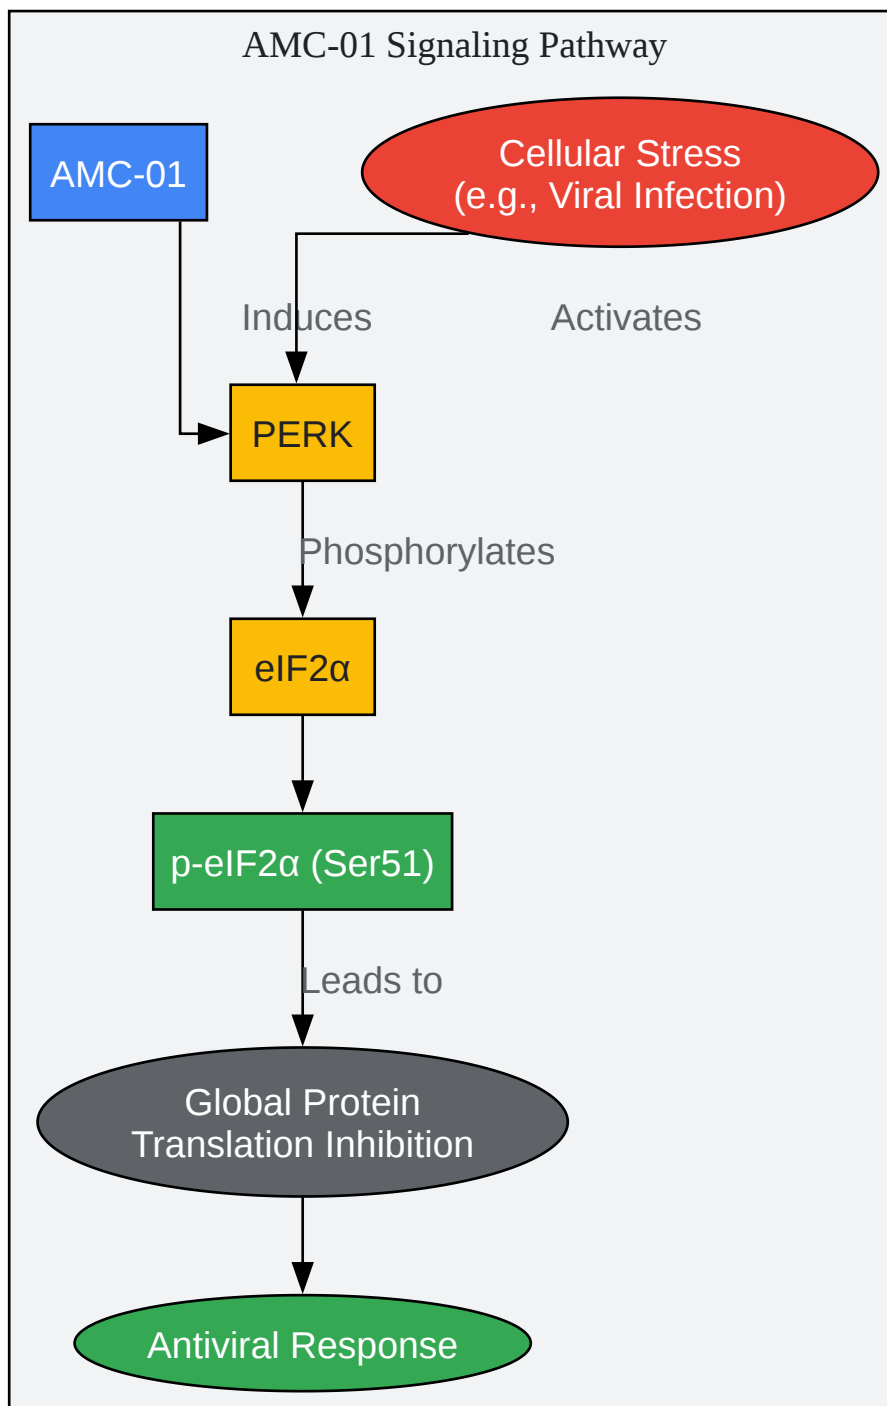 AMC-01 Signaling Pathway
AMC-01
Cellular Stress
(e.g., Viral Infection)
Induces
Activates
PERK
Phosphorylates
eIF2α
p-eIF2α (Ser51)
Leads to
Global Protein
Translation Inhibition
Antiviral Response